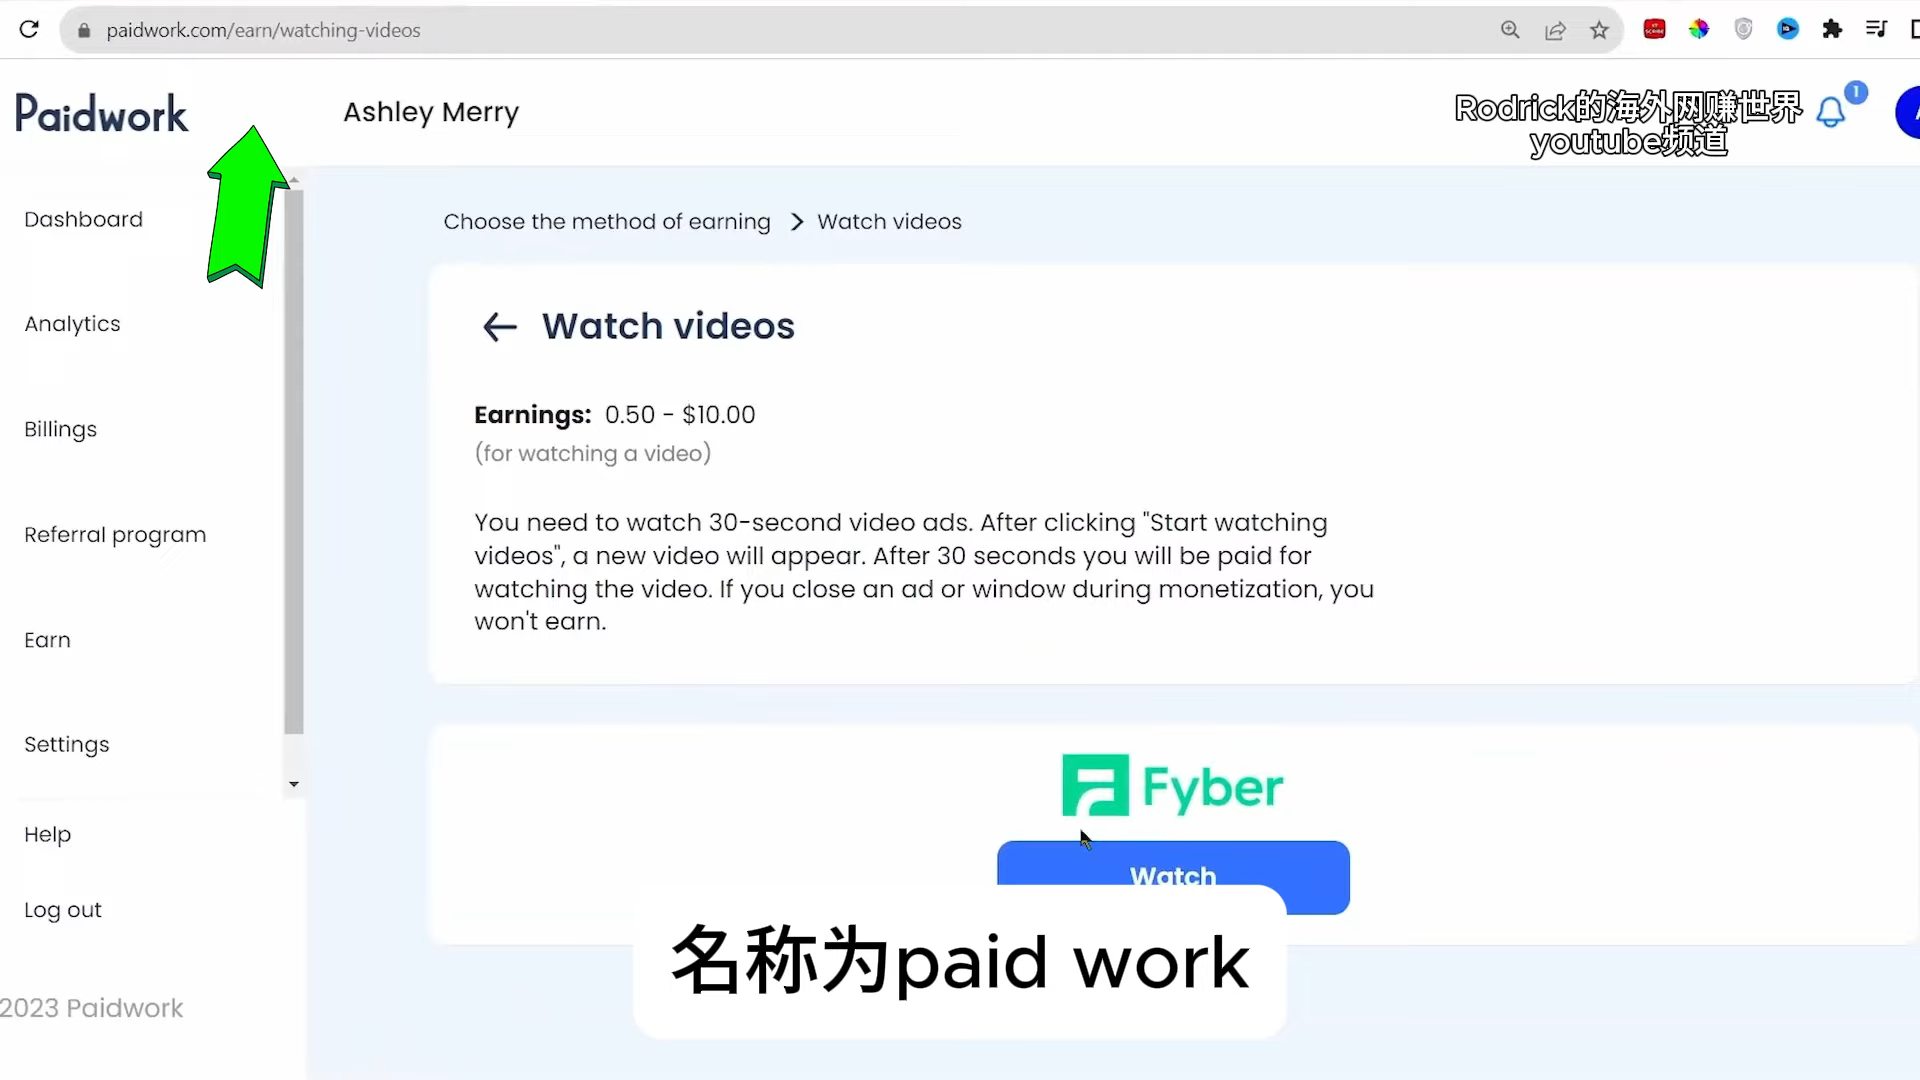 paidwork.com/earn/watching-videos
Paidwork
Ashley Merry
Rodrick的海外网赚世界
youtube频道
1
Dashboard
Analytics
Billings
Referral program
Earn
Settings
Help
Log out
2023 Paidwork
Choose the method of earning > Watch videos
Watch videos
Earnings: 0.50 - $10.00
(for watching a video)
You need to watch 30-second video ads. After clicking "Start watching
videos", a new video will appear. After 30 seconds you will be paid for
watching the video. If you close an ad or window during monetization, you
won't earn.
Fyber
Watch
名称为paid work